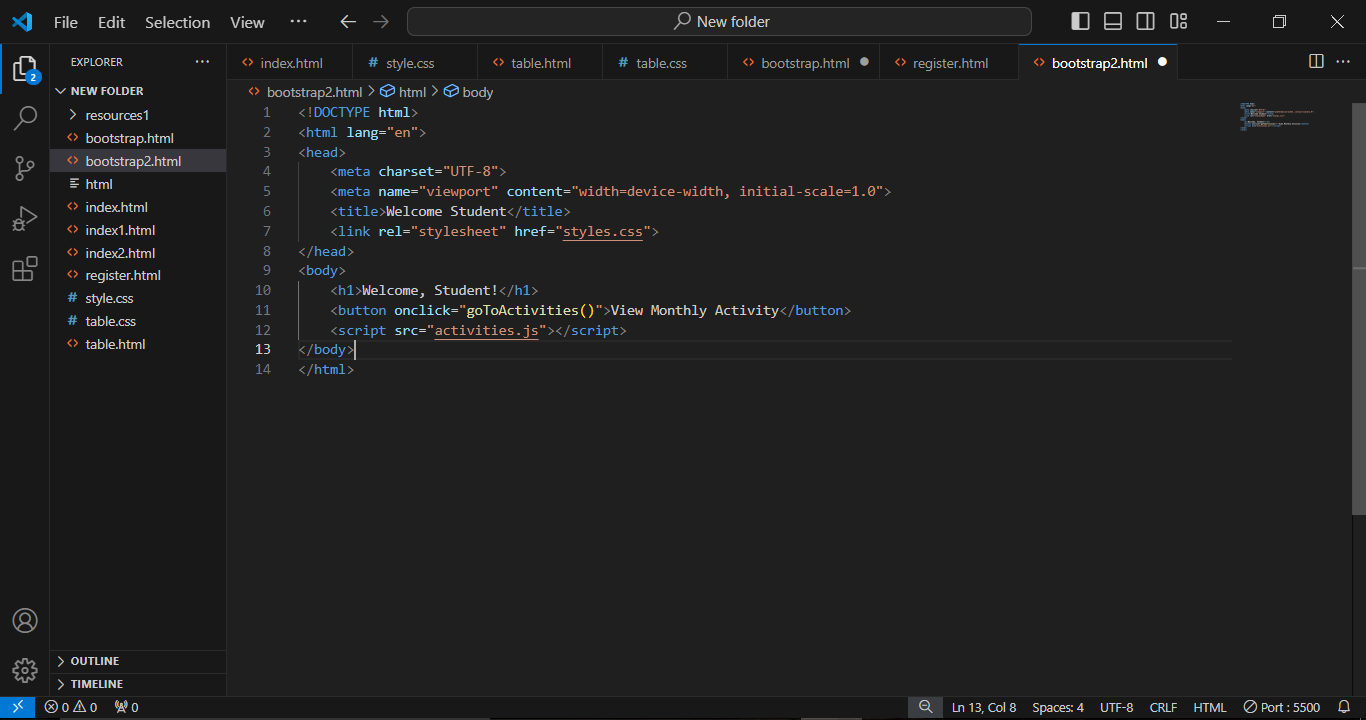 File Edit Selection View ··· New folder
EXPLORER ···
index.html style.css table.html table.css bootstrap.html register.html bootstrap2.html
bootstrap2.html > html > body
2
NEW FOLDER
resources1
bootstrap.html
bootstrap2.html
html
index.html
index1.html
index2.html
register.html
style.css
table.css
table.html
1 <!DOCTYPE html>
2 <html lang="en">
3 <head>
4     <meta charset="UTF-8">
5     <meta name="viewport" content="width=device-width, initial-scale=1.0">
6     <title>Welcome Student</title>
7     <link rel="stylesheet" href="styles.css">
8 </head>
9 <body>
10     <h1>Welcome, Student!</h1>
11     <button onclick="goToActivities()">View Monthly Activity</button>
12     <script src="activities.js"></script>
13 </body>
14 </html>
OUTLINE
TIMELINE
0 0 0 Ln 13, Col 8 Spaces: 4 UTF-8 CRLF HTML Port : 5500